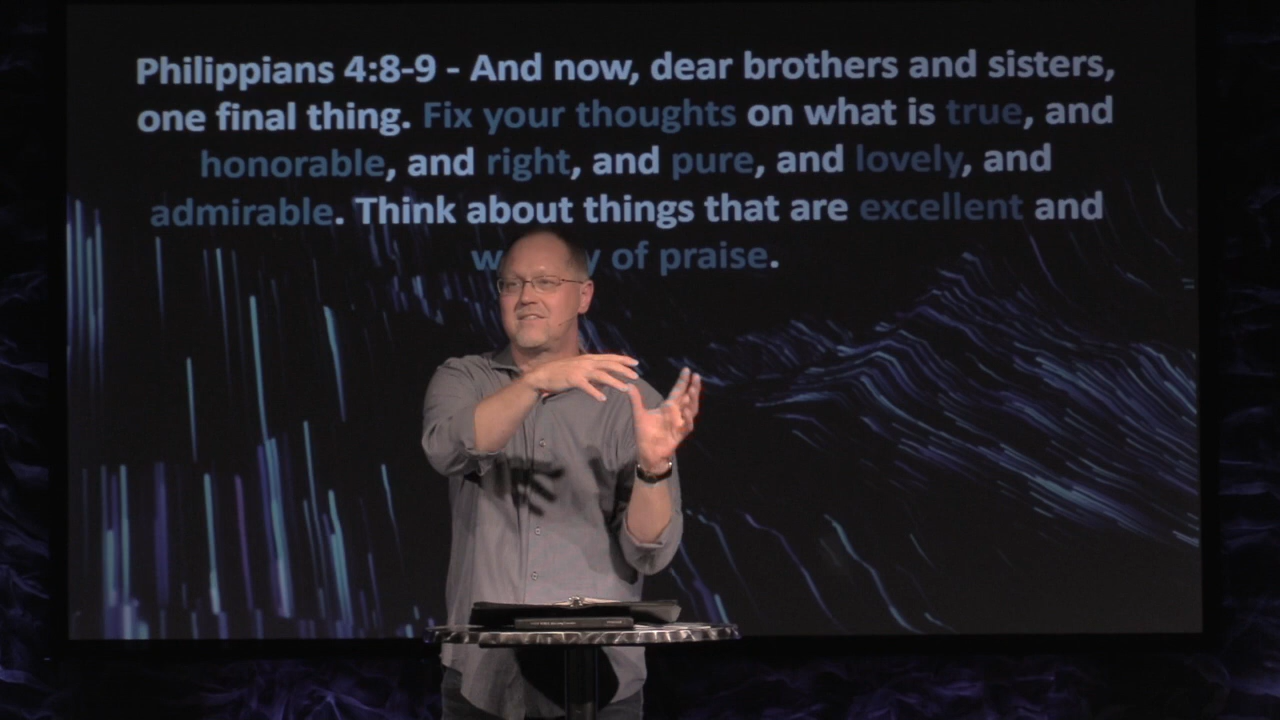 Philippians 4:8-9 - And now, dear brothers and sisters,
one final thing. Fix your thoughts on what is true, and
honorable, and right, and pure, and lovely, and
admirable. Think about things that are excellent and
of praise.